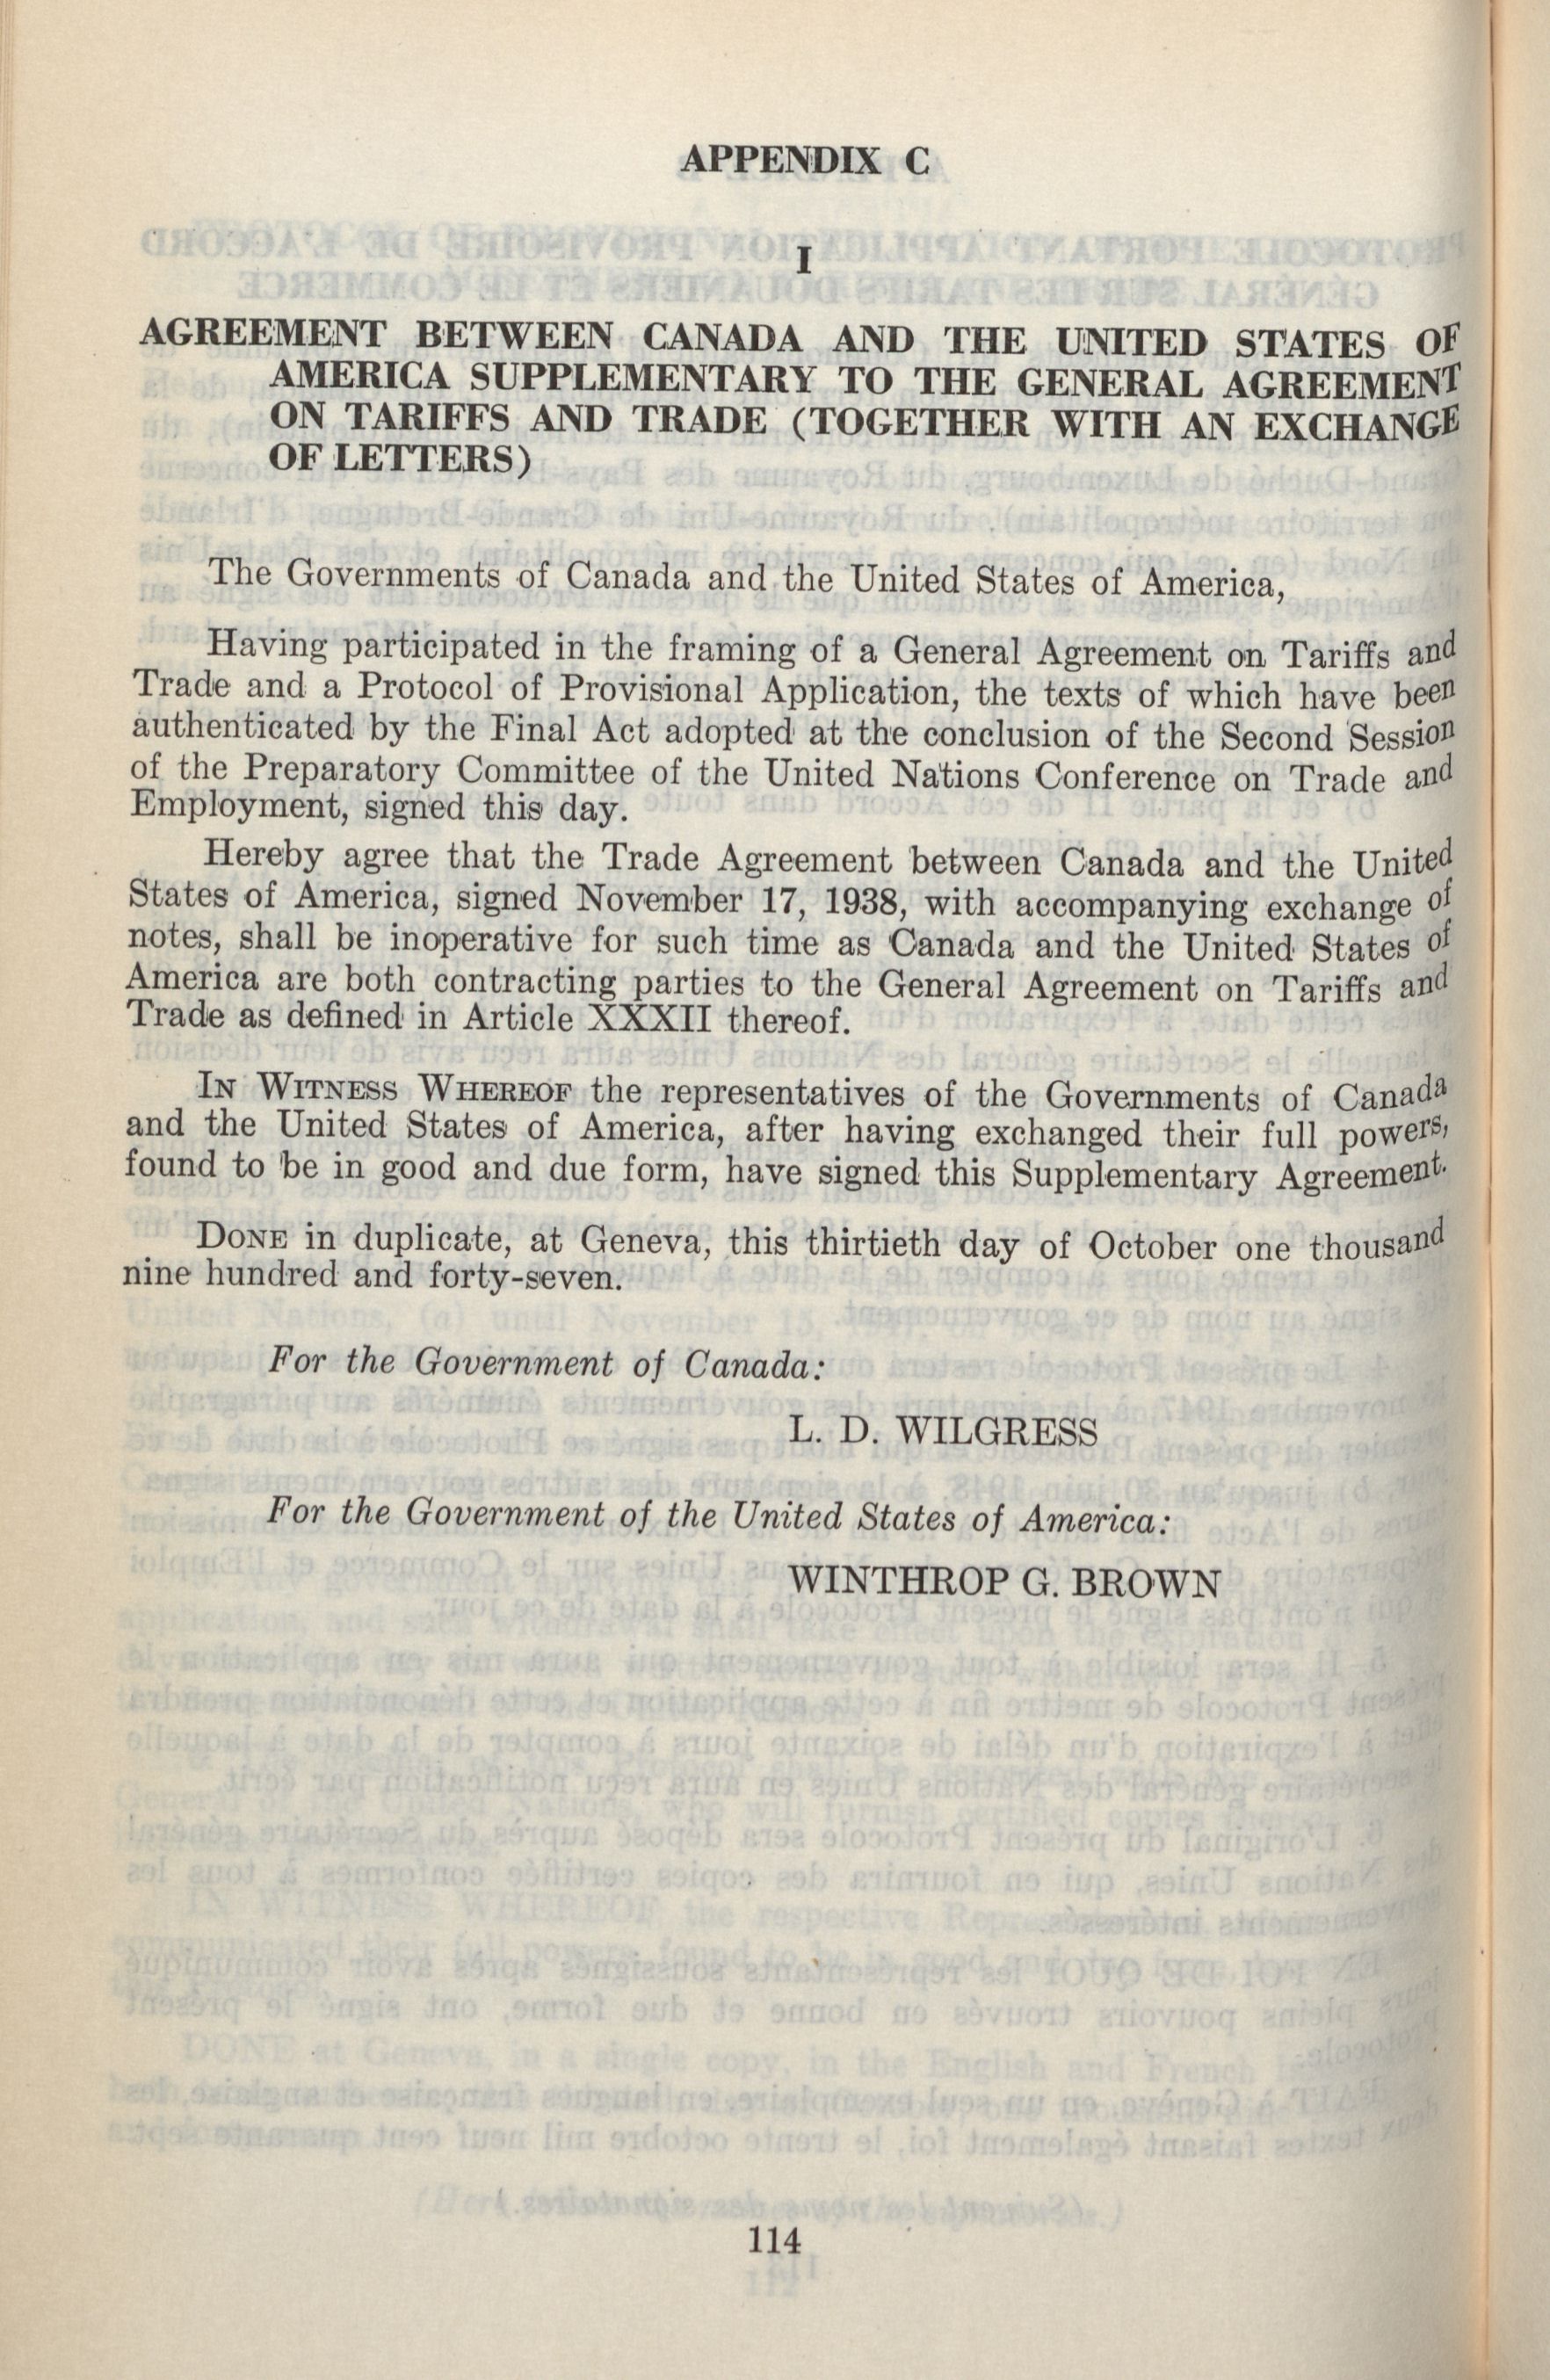 APPENDIX C
I
AGREEMENT BETWEEN CANADA AND THE UNITED STATES OF
AMERICA SUPPLEMENTARY TO THE GENERAL AGREEMENT
ON TARIFFS AND TRADE (TOGETHER WITH AN EXCHANGE
OF LETTERS)
The Governments of Canada and the United States of America,
Having participated in the framing of a General Agreement on Tariffs and
Trade and a Protocol of Provisional Application, the texts of which have been
authenticated by the Final Act adopted at the conclusion of the Second Session
of the Preparatory Committee of the United Nations Conference on Trade and
Employment, signed this day.
Hereby agree that the Trade Agreement between Canada and the United
States of America, signed November 17, 1938, with accompanying exchange of
notes, shall be inoperative for such time as Canada and the United States of
America are both contracting parties to the General Agreement on Tariffs and
Trade as defined in Article XXXII thereof.
IN WITNESS WHEREOF the representatives of the Governments of Canada
and the United States of America, after having exchanged their full powers,
found to be in good and due form, have signed this Supplementary Agreement.
DONE in duplicate, at Geneva, this thirtieth day of October one thousand
nine hundred and forty-seven.
For the Government of Canada:
L. D. WILGRESS
For the Government of the United States of America:
WINTHROP G. BROWN
114